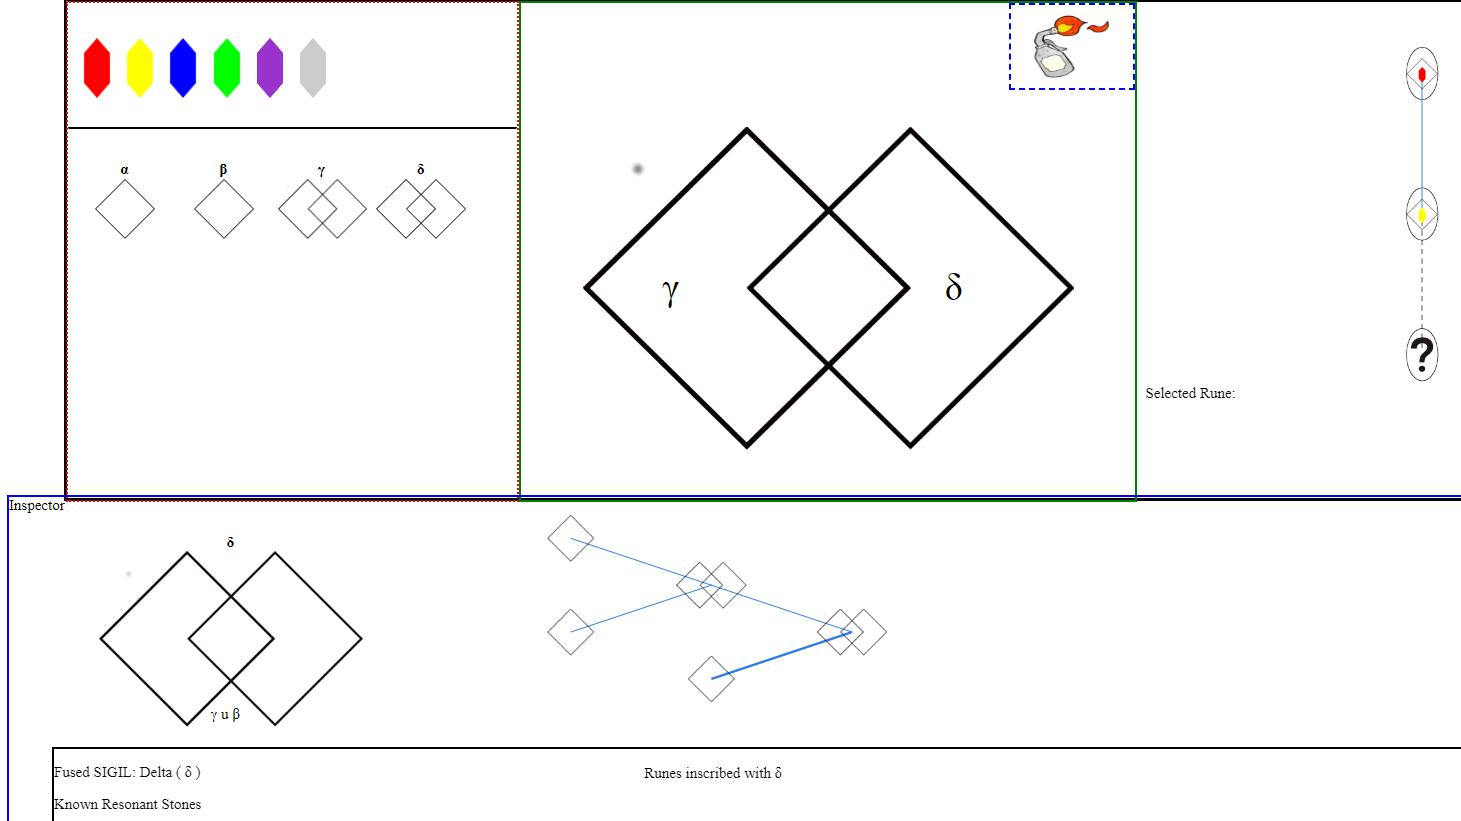 α β γ δ
γ δ
?
Selected Rune:
Inspector
δ
γ u β
Fused SIGIL: Delta ( δ )
Runes inscribed with δ
Known Resonant Stones